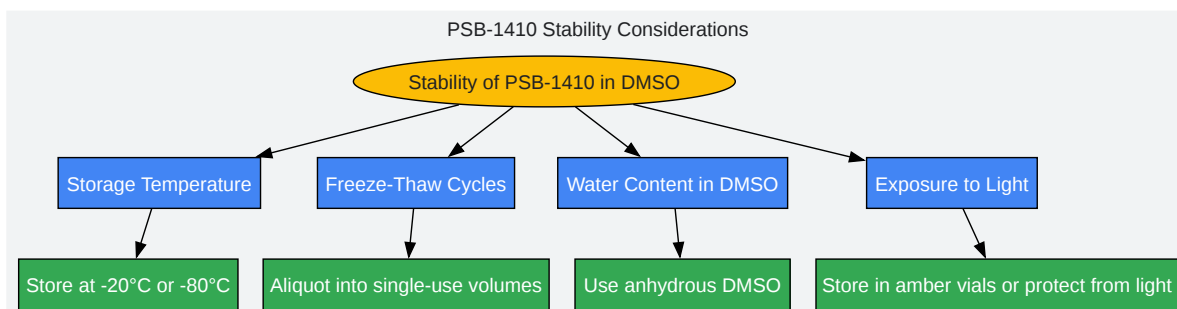 PSB-1410 Stability Considerations
Stability of PSB-1410 in DMSO
Storage Temperature
Freeze-Thaw Cycles
Water Content in DMSO
Exposure to Light
Store at -20°C or -80°C
Aliquot into single-use volumes
Use anhydrous DMSO
Store in amber vials or protect from light